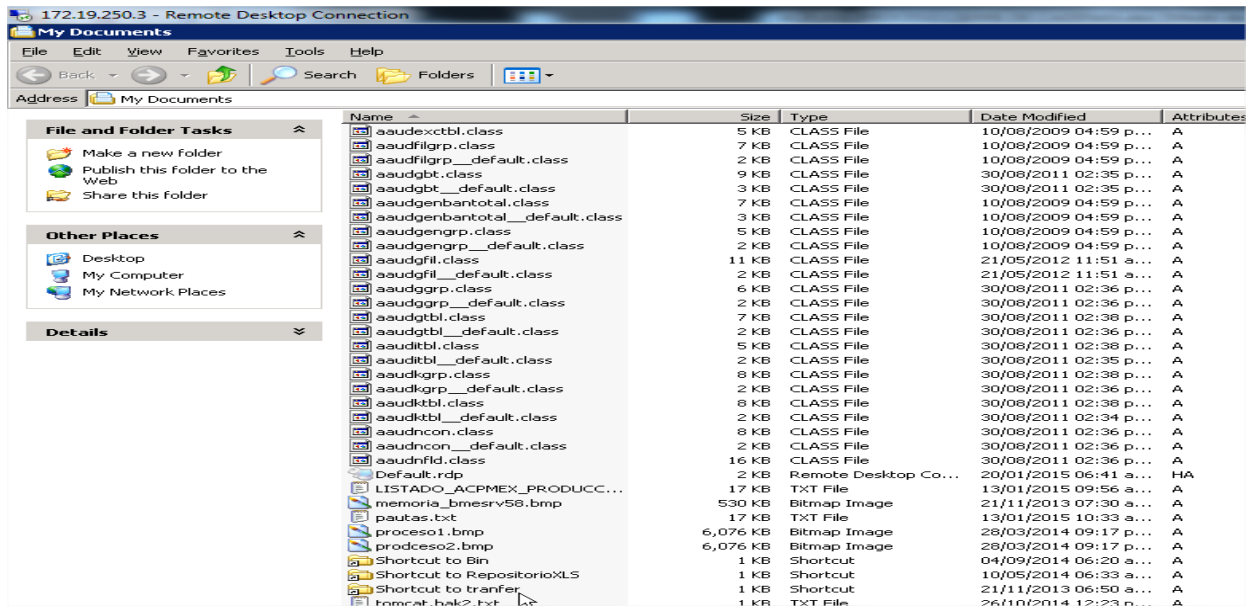 172.19.250.3 - Remote Desktop Connection
My Documents
File Edit View Favorites Tools Help
Back Search Folders
Address My Documents
File and Folder Tasks
Make a new folder
Publish this folder to the
Web
Share this folder
Other Places
Desktop
My Computer
My Network Places
Details
Name Size Type Date Modified Attributes
aaudexctbl.class 5 KB CLASS File 10/08/2009 04:59 p... A
aaudfilgrp.class 7 KB CLASS File 10/08/2009 04:59 p... A
aaudfilgrp__default.class 2 KB CLASS File 10/08/2009 04:59 p... A
aaudgbt.class 9 KB CLASS File 30/08/2011 02:35 p... A
aaudgbt__default.class 3 KB CLASS File 30/08/2011 02:35 p... A
aaudgenbantotal.class 7 KB CLASS File 10/08/2009 04:59 p... A
aaudgenbantotal__default.class 3 KB CLASS File 10/08/2009 04:59 p... A
aaudgengrp.class 5 KB CLASS File 10/08/2009 04:59 p... A
aaudgengrp__default.class 2 KB CLASS File 10/08/2009 04:59 p... A
aaudgfil.class 11 KB CLASS File 21/05/2012 11:51 a... A
aaudgfil__default.class 2 KB CLASS File 21/05/2012 11:51 a... A
aaudggrp.class 6 KB CLASS File 30/08/2011 02:36 p... A
aaudggrp__default.class 2 KB CLASS File 30/08/2011 02:36 p... A
aaudgtbl.class 7 KB CLASS File 30/08/2011 02:38 p... A
aaudgtbl__default.class 2 KB CLASS File 30/08/2011 02:36 p... A
aauditbl.class 5 KB CLASS File 30/08/2011 02:38 p... A
aauditbl__default.class 2 KB CLASS File 30/08/2011 02:35 p... A
aaudkgrp.class 8 KB CLASS File 30/08/2011 02:36 p... A
aaudkgrp__default.class 2 KB CLASS File 30/08/2011 02:36 p... A
aaudktbl.class 8 KB CLASS File 30/08/2011 02:38 p... A
aaudktbl__default.class 2 KB CLASS File 30/08/2011 02:34 p... A
aaudncon.class 8 KB CLASS File 30/08/2011 02:36 p... A
aaudncon__default.class 2 KB CLASS File 30/08/2011 02:36 p... A
aaudnfld.class 16 KB CLASS File 30/08/2011 02:36 p... A
Default.rdp 2 KB Remote Desktop Co... 20/01/2015 06:41 a... HA
LISTADO_ACPMEX_PRODUCC... 17 KB TXT File 13/01/2015 09:56 a... A
memoria_bmesrv58.bmp 530 KB Bitmap Image 21/11/2013 07:30 a... A
pautas.txt 17 KB TXT File 13/01/2015 10:33 a... A
proceso1.bmp 6,076 KB Bitmap Image 28/03/2014 09:17 p... A
prodceso2.bmp 6,076 KB Bitmap Image 28/03/2014 09:17 p... A
Shortcut to Bin 1 KB Shortcut 04/09/2014 06:20 a... A
Shortcut to RepositorioXLS 1 KB Shortcut 10/05/2014 06:33 a... A
Shortcut to tranfer 1 KB Shortcut 21/11/2013 06:50 a... A
tomcat.bak2.txt 1 KB TXT File 26/10/2014 12:23 p... A